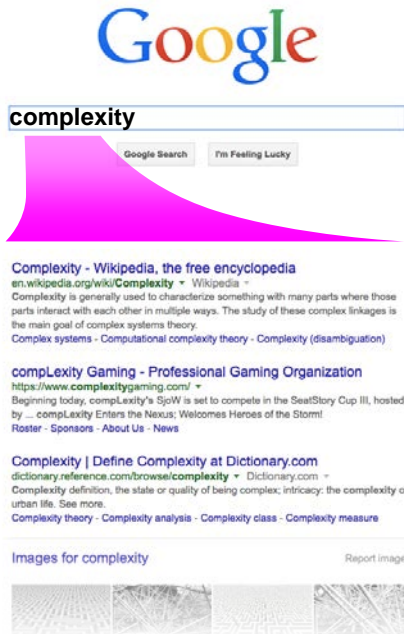 Google
complexity
Google Search I'm Feeling Lucky
Complexity - Wikipedia, the free encyclopedia
en.wikipedia.org/wiki/Complexity ▾ Wikipedia ▾
Complexity is generally used to characterize something with many parts where those
parts interact with each other in multiple ways. The study of these complex linkages is
the main goal of complex systems theory.
Complex systems - Computational complexity theory - Complexity (disambiguation)
compLexity Gaming - Professional Gaming Organization
https://www.complexitygaming.com/ ▾
Beginning today, compLexity's SjoW is set to compete in the SeatStory Cup III, hosted
by ... compLexity Enters the Nexus; Welcomes Heroes of the Storm!
Roster - Sponsors - About Us - News
Complexity | Define Complexity at Dictionary.com
dictionary.reference.com/browse/complexity ▾ Dictionary.com ▾
Complexity definition, the state or quality of being complex; intricacy: the complexity o
urban life. See more.
Complexity theory - Complexity analysis - Complexity class - Complexity measure
Images for complexity Report image